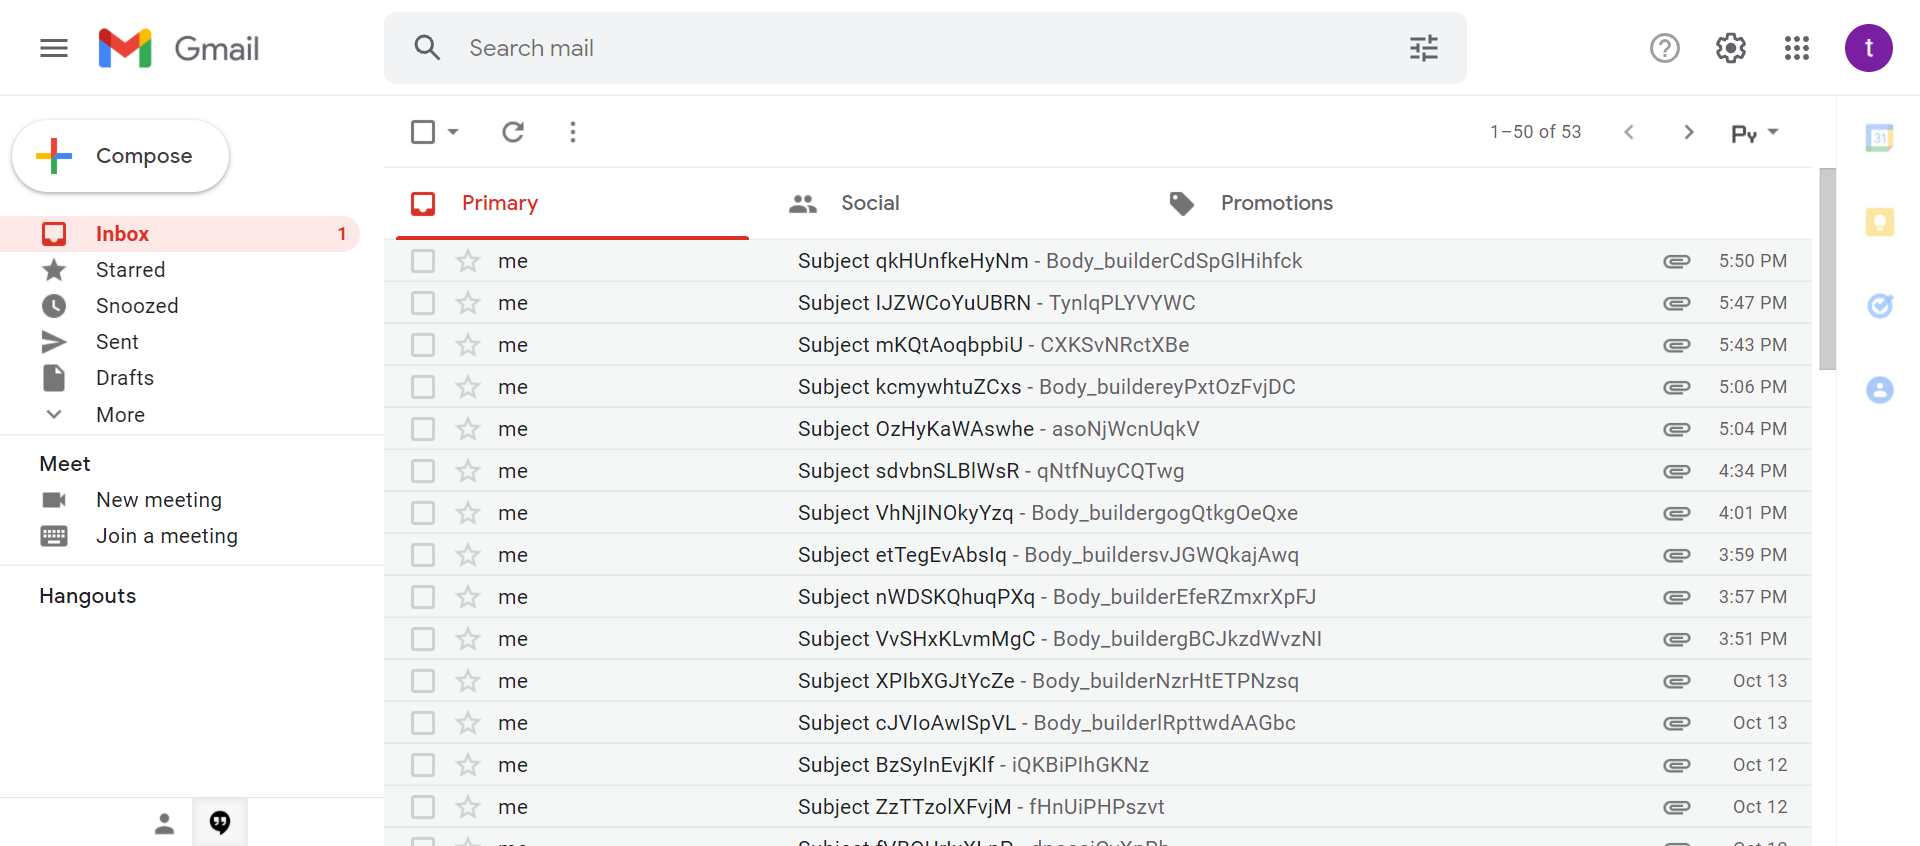 Gmail
Search mail
t
Compose
1–50 of 53
Py
31
Primary
Social
Promotions
Inbox 1
Starred
Snoozed
Sent
Drafts
More
Meet
New meeting
Join a meeting
Hangouts
me Subject qkHUnfkeHyNm - Body_builderCdSpGlHihfck 5:50 PM
me Subject IJZWCoYuUBRN - TynlqPLYVYWC 5:47 PM
me Subject mKQtAoqbpbiU - CXKSvNRctXBe 5:43 PM
me Subject kcmywhtuZCxs - Body_buildereyPxtOzFvjDC 5:06 PM
me Subject OzHyKaWAswhe - asoNjWcnUqkV 5:04 PM
me Subject sdvbnSLBlWsR - qNtfNuyCQTwg 4:34 PM
me Subject VhNjINOkyYzq - Body_buildergogQtkgOeQxe 4:01 PM
me Subject etTegEvAbsIq - Body_buildersvJGWQkajAwq 3:59 PM
me Subject nWDSKQhuqPXq - Body_builderEfeRZmxrXpFJ 3:57 PM
me Subject VvSHxKLvmMgC - Body_buildergBCJkzdWvzNI 3:51 PM
me Subject XPIbXGJtYcZe - Body_builderNzrHtETPNzsq Oct 13
me Subject cJVIoAwISpVL - Body_builderlRpttwdAAGbc Oct 13
me Subject BzSyInEvjKlf - iQKBiPIhGKNz Oct 12
me Subject ZzTTzolXFvjM - fHnUiPHPszvt Oct 12
me Subject